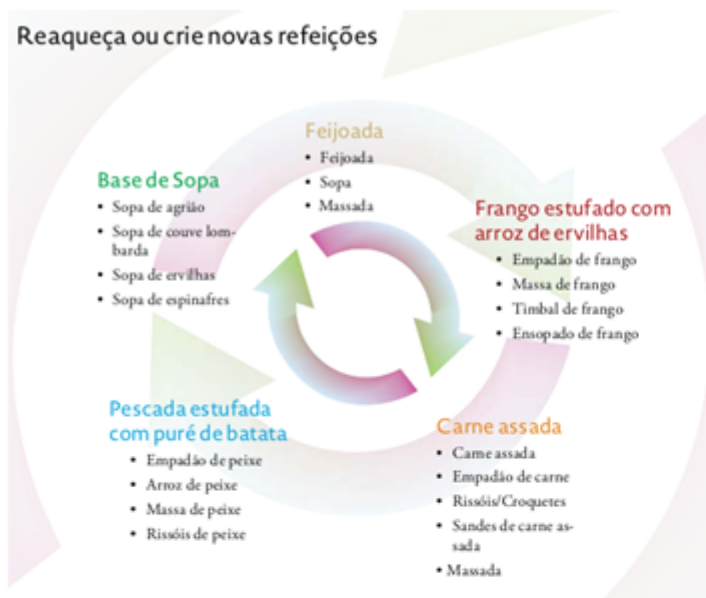 Reaqueça ou crie novas refeições
Feijoada
• Feijoada
• Sopa
• Massada
Base de Sopa
• Sopa de agrião
• Sopa de couve lom-
barda
• Sopa de ervilhas
• Sopa de espinafres
Frango estufado com
arroz de ervilhas
• Empadão de frango
• Massa de frango
• Timbal de frango
• Ensopado de frango
Pescada estufada
com puré de batata
• Empadão de peixe
• Arroz de peixe
• Massa de peixe
• Rissóis de peixe
Carne assada
• Carne assada
• Empadão de carne
• Rissóis/Croquetes
• Sandes de carne as-
sada
• Massada